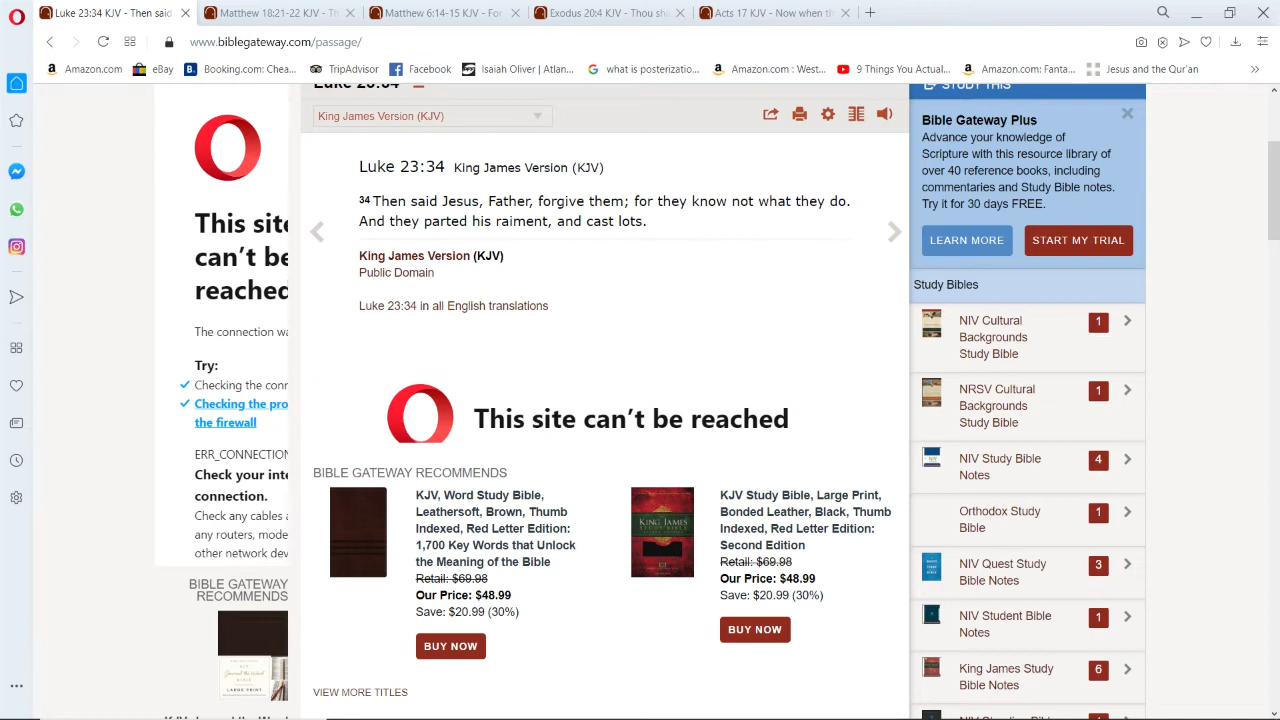 Luke 23:34 KJV - Then sai
Matthew 18:21-22 KJV - Th
Matthew 6:14-15 KJV - For
Exodus 20:4 KJV - Thou sh
Acts - Now when th
www.biblegateway.com/passage/
Amazon.com
eBay
Booking.com: Chea...
TripAdvisor
Facebook
Isaiah Oliver | Atlan...
what is posterizatio...
Amazon.com : West...
9 Things You Actual...
Amazon.com: Fanta...
Jesus and the Qur'an
Luke 23:34
King James Version (KJV)
Luke 23:34 King James Version (KJV)
34 Then said Jesus, Father, forgive them; for they know not what they do.
And they parted his raiment, and cast lots.
King James Version (KJV)
Public Domain
Luke 23:34 in all English translations
This site can't be reached
This site
can't be
reached
The connection wa
Try:
Checking the conn
Checking the pro
the firewall
ERR_CONNECTION
Check your inte
connection.
Check any cables a
any routers, mode
other network dev
BIBLE GATEWAY
RECOMMENDS
LARGE PRINT
BIBLE GATEWAY RECOMMENDS
KJV, Word Study Bible,
Leathersoft, Brown, Thumb
Indexed, Red Letter Edition:
1,700 Key Words that Unlock
the Meaning of the Bible
Retail: $69.98
Our Price: $48.99
Save: $20.99 (30%)
BUY NOW
KING JAMES
KJV Study Bible, Large Print,
Bonded Leather, Black, Thumb
Indexed, Red Letter Edition:
Second Edition
Retail: $69.98
Our Price: $48.99
Save: $20.99 (30%)
BUY NOW
VIEW MORE TITLES
STUDY THIS
Bible Gateway Plus
Advance your knowledge of
Scripture with this resource library of
over 40 reference books, including
commentaries and Study Bible notes.
Try it for 30 days FREE.
LEARN MORE
START MY TRIAL
Study Bibles
NIV Cultural
Backgrounds
Study Bible
1
NRSV Cultural
Backgrounds
Study Bible
1
NIV Study Bible
Notes
4
Orthodox Study
Bible
1
NIV Quest Study
Bible Notes
3
NIV Student Bible
Notes
1
King James Study
Bible Notes
6